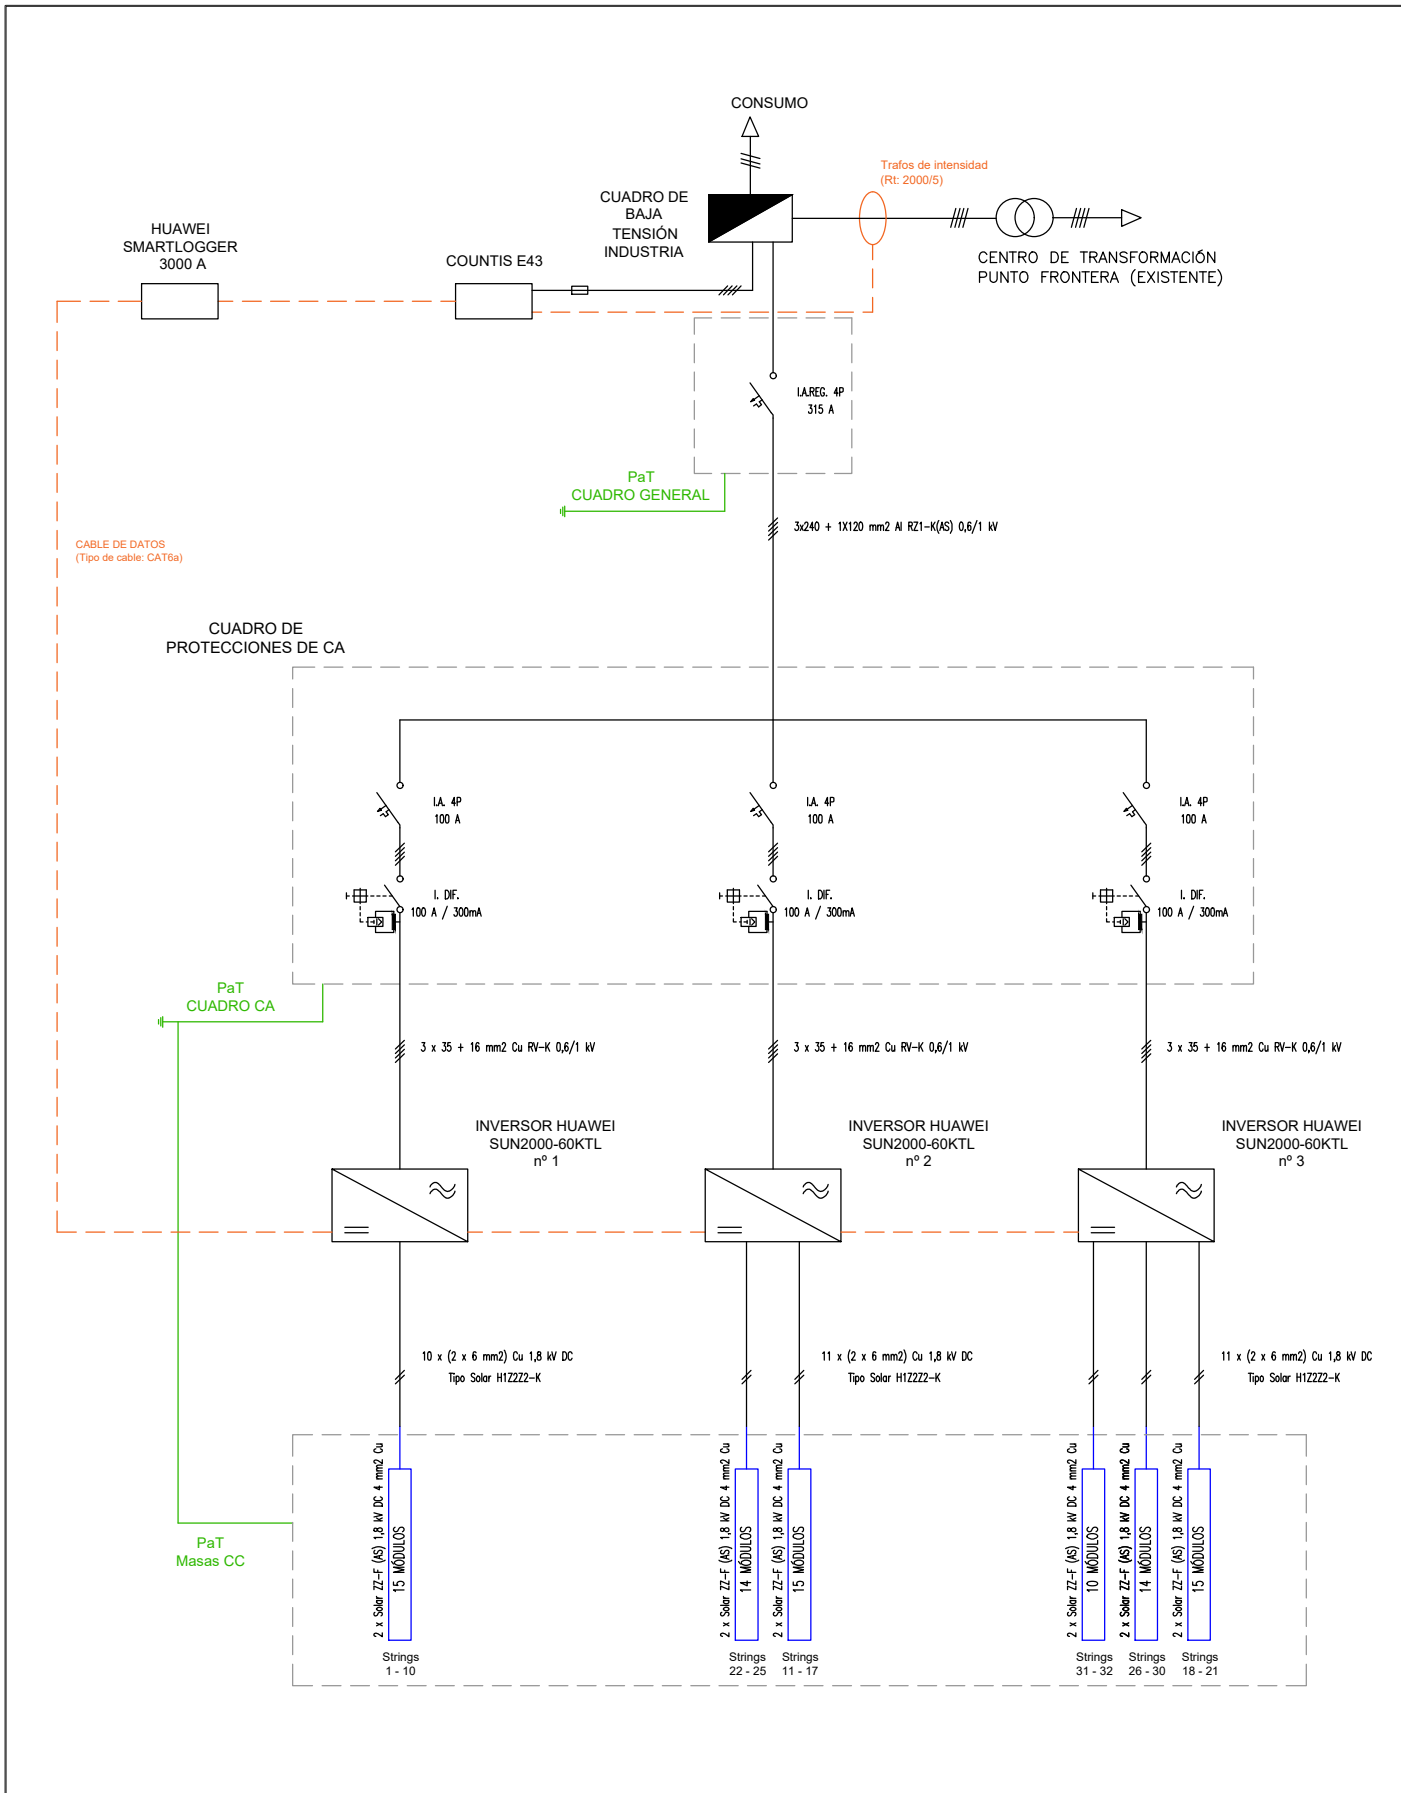 CONSUMO
Trafos de intensidad
(Rt: 2000/5)
CUADRO DE
BAJA
TENSIÓN
INDUSTRIA
HUAWEI
SMARTLOGGER
3000 A
COUNTIS E43
CENTRO DE TRANSFORMACIÓN
PUNTO FRONTERA (EXISTENTE)
I.A.REG. 4P
315 A
PaT
CUADRO GENERAL
3x240 + 1X120 mm2 Al RZ1-K(AS) 0,6/1 kV
CABLE DE DATOS
(Tipo de cable: CAT6a)
CUADRO DE
PROTECCIONES DE CA
I.A. 4P
100 A
I.A. 4P
100 A
I.A. 4P
100 A
I. DIF.
100 A / 300mA
I. DIF.
100 A / 300mA
I. DIF.
100 A / 300mA
PaT
CUADRO CA
3 x 35 + 16 mm2 Cu RV-K 0,6/1 kV
3 x 35 + 16 mm2 Cu RV-K 0,6/1 kV
3 x 35 + 16 mm2 Cu RV-K 0,6/1 kV
INVERSOR HUAWEI
SUN2000-60KTL
nº 1
INVERSOR HUAWEI
SUN2000-60KTL
nº 2
INVERSOR HUAWEI
SUN2000-60KTL
nº 3
10 x (2 x 6 mm2) Cu 1,8 kV DC
Tipo Solar H1Z2Z2-K
11 x (2 x 6 mm2) Cu 1,8 kV DC
Tipo Solar H1Z2Z2-K
11 x (2 x 6 mm2) Cu 1,8 kV DC
Tipo Solar H1Z2Z2-K
2 x Solar ZZ-F (AS) 1,8 kV DC 4 mm2 Cu
15 MÓDULOS
2 x Solar ZZ-F (AS) 1,8 kV DC 4 mm2 Cu
14 MÓDULOS
2 x Solar ZZ-F (AS) 1,8 kV DC 4 mm2 Cu
15 MÓDULOS
2 x Solar ZZ-F (AS) 1,8 kV DC 4 mm2 Cu
10 MÓDULOS
2 x Solar ZZ-F (AS) 1,8 kV DC 4 mm2 Cu
14 MÓDULOS
2 x Solar ZZ-F (AS) 1,8 kV DC 4 mm2 Cu
15 MÓDULOS
PaT
Masas CC
Strings
1 - 10
Strings
22 - 25
Strings
11 - 17
Strings
31 - 32
Strings
26 - 30
Strings
18 - 21